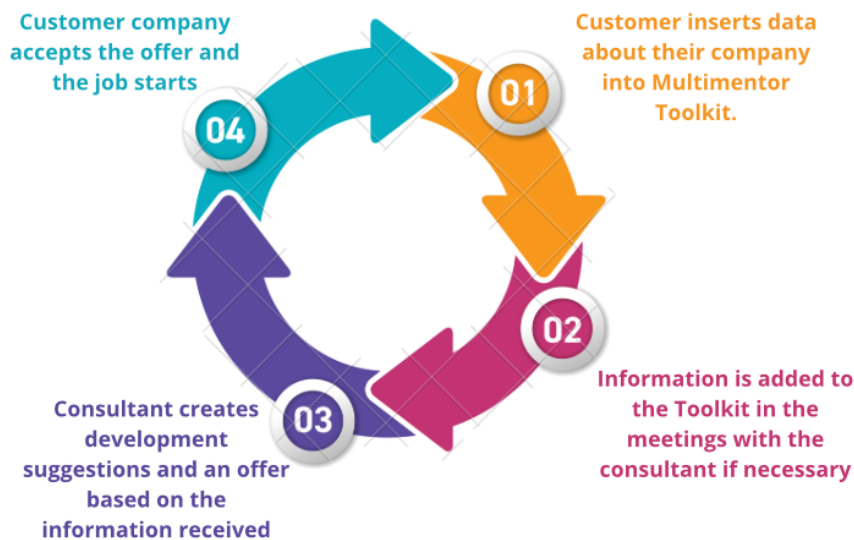 01
Customer inserts data
about their company
into Multimentor
Toolkit.
02
Information is added to
the Toolkit in the
meetings with the
consultant if necessary
03
Consultant creates
development
suggestions and an offer
based on the
information received
04
Customer company
accepts the offer and
the job starts